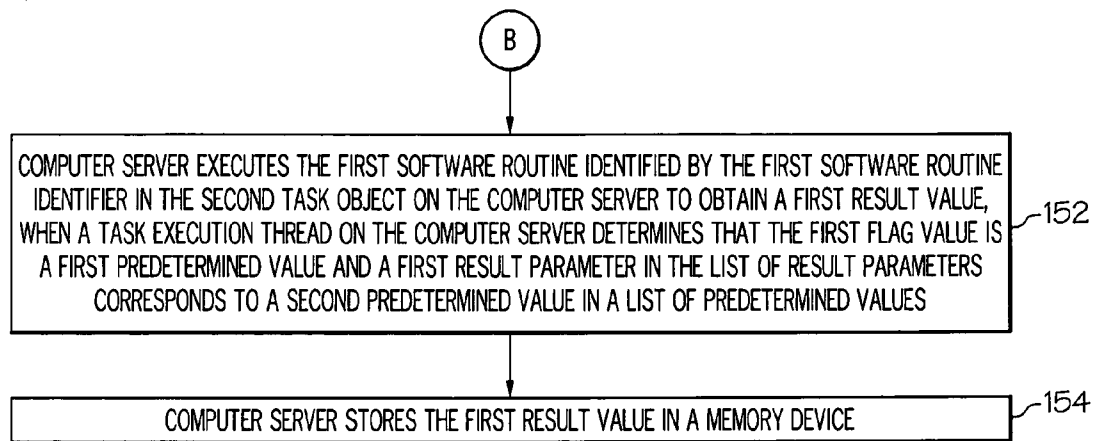 B
COMPUTER SERVER EXECUTES THE FIRST SOFTWARE ROUTINE IDENTIFIED BY THE FIRST SOFTWARE ROUTINE
IDENTIFIER IN THE SECOND TASK OBJECT ON THE COMPUTER SERVER TO OBTAIN A FIRST RESULT VALUE,
WHEN A TASK EXECUTION THREAD ON THE COMPUTER SERVER DETERMINES THAT THE FIRST FLAG VALUE IS
A FIRST PREDETERMINED VALUE AND A FIRST RESULT PARAMETER IN THE LIST OF RESULT PARAMETERS
CORRESPONDS TO A SECOND PREDETERMINED VALUE IN A LIST OF PREDETERMINED VALUES
152
COMPUTER SERVER STORES THE FIRST RESULT VALUE IN A MEMORY DEVICE
154